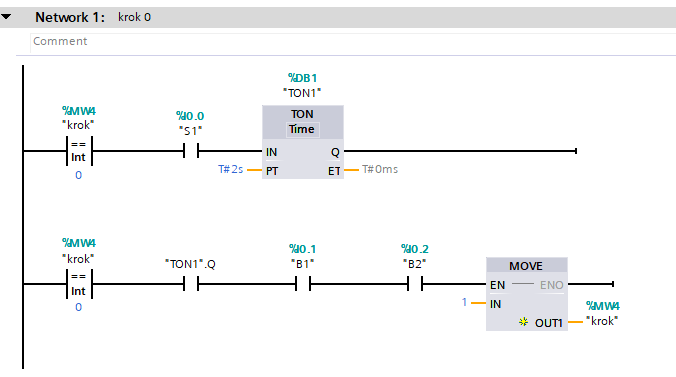 Network 1: krok 0
Comment
%DB1
"TON1"
%MW4
"krok"
%I0.0
"S1"
TON
Time
==
Int
IN
Q
T#2s
PT
ET
T#0ms
0
%MW4
"krok"
"TON1".Q
%I0.1
"B1"
%I0.2
"B2"
MOVE
==
Int
EN
ENO
0
1
IN
%MW4
OUT1
"krok"